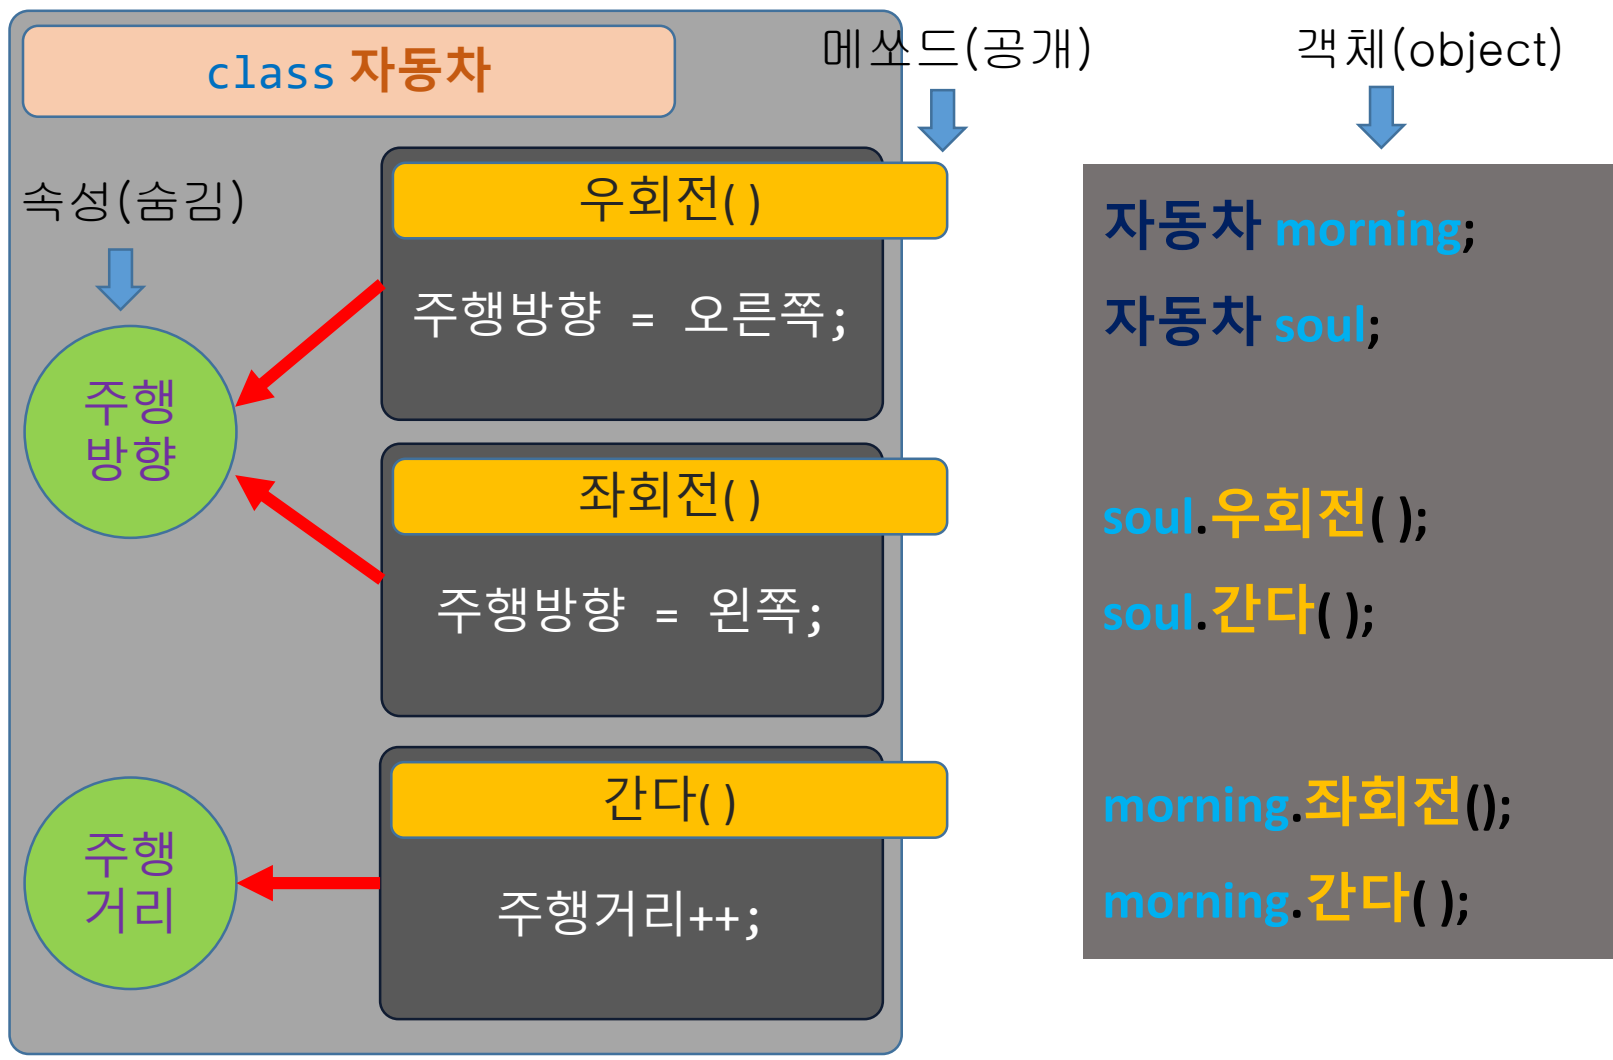 class 자동차
메쏘드(공개)
객체(object)
속성(숨김)
우회전( )
주행방향 = 오른쪽;
주행
방향
좌회전( )
주행방향 = 왼쪽;
간다( )
주행
거리
주행거리++;
자동차 morning;
자동차 soul;
soul.우회전( );
soul.간다( );
morning.좌회전();
morning.간다( );